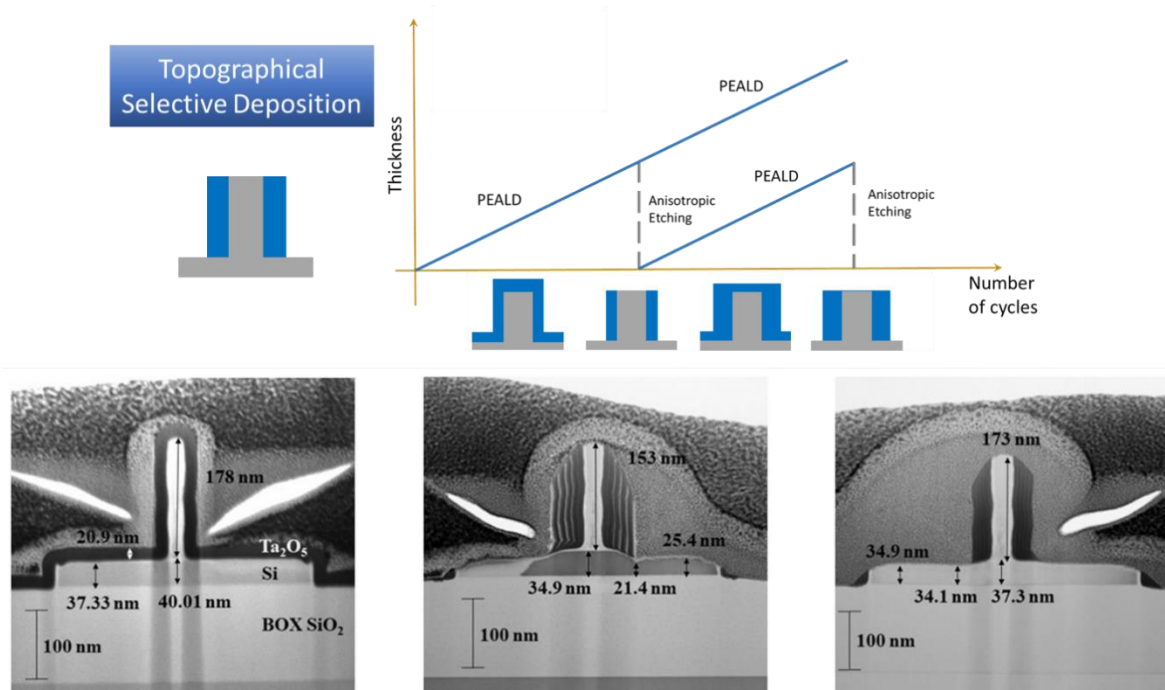 Topographical
Selective Deposition
Thickness
PEALD
PEALD
PEALD
Anisotropic
Etching
Anisotropic
Etching
Number
of cycles
178 nm
20.9 nm
Ta₂O₅
Si
37.33 nm
40.01 nm
BOX SiO₂
100 nm
153 nm
25.4 nm
34.9 nm
21.4 nm
100 nm
173 nm
34.9 nm
34.1 nm
37.3 nm
100 nm